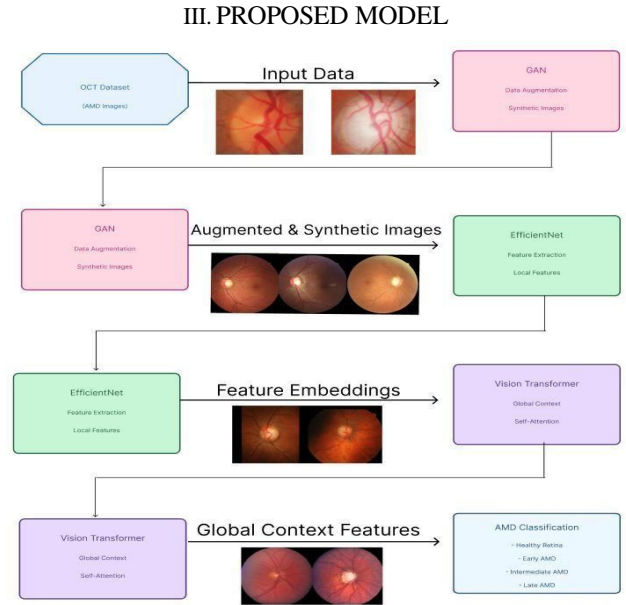 III. PROPOSED MODEL
OCT Dataset
(AMD Images)
Input Data
GAN
Data Augmentation
Synthetic Images
GAN
Data Augmentation
Synthetic Images
Augmented & Synthetic Images
EfficientNet
Feature Extraction
Local Features
EfficientNet
Feature Extraction
Local Features
Feature Embeddings
Vision Transformer
Global Context
Self-Attention
Vision Transformer
Global Context
Self-Attention
Global Context Features
AMD Classification
- Healthy Retina
- Early AMD
- Intermediate AMD
- Late AMD